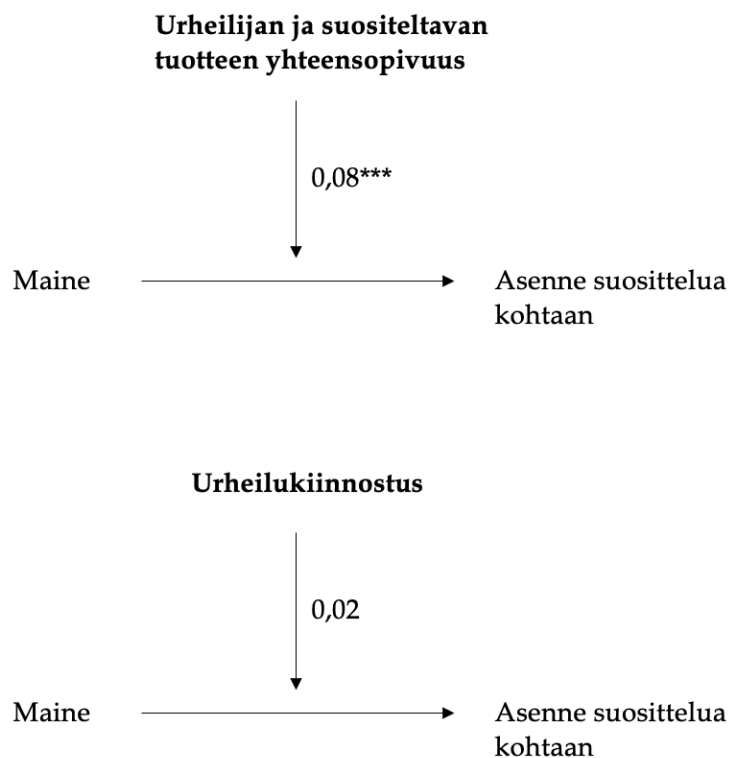 Urheilijan ja suositeltavan
tuotteen yhteensopivuus
0,08***
Maine
Asenne suosittelua
kohtaan
Urheilukiinnostus
0,02
Maine
Asenne suosittelua
kohtaan